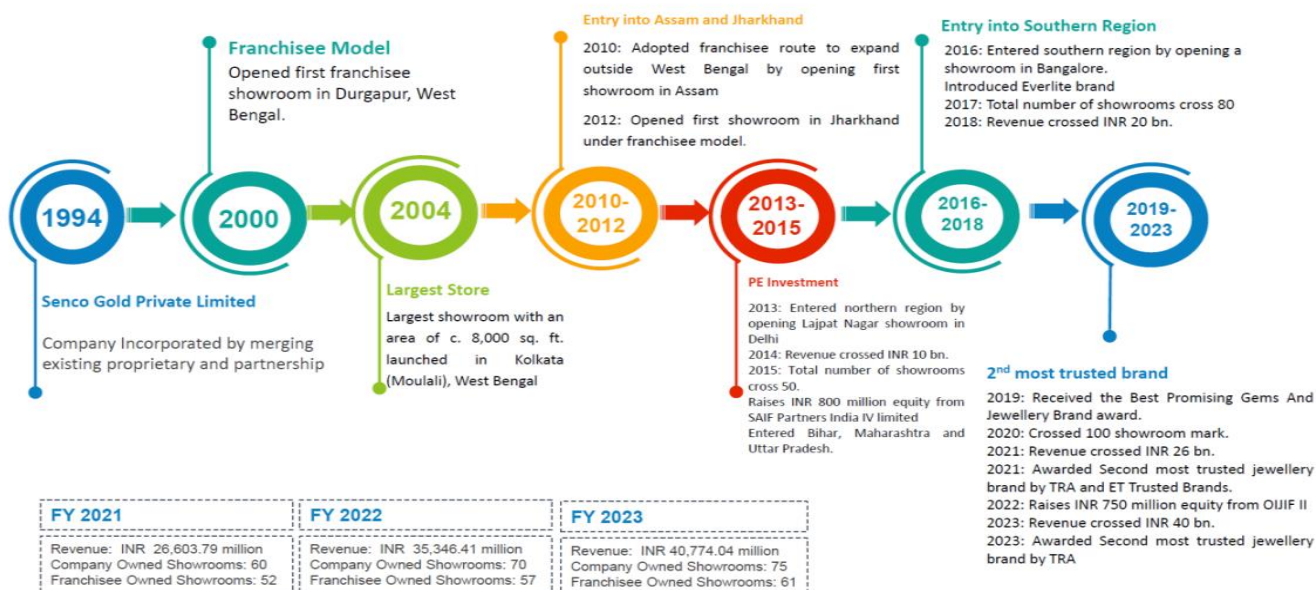 Franchisee Model
Opened first franchisee
showroom in Durgapur, West
Bengal.
Entry into Assam and Jharkhand
2010: Adopted franchisee route to expand
outside West Bengal by opening first
showroom in Assam
2012: Opened first showroom in Jharkhand
under franchisee model.
Entry into Southern Region
2016: Entered southern region by opening a
showroom in Bangalore.
Introduced Everlite brand
2017: Total number of showrooms cross 80
2018: Revenue crossed INR 20 bn.
1994
2000
2004
2010-
2012
2013-
2015
2016-
2018
2019-
2023
Senco Gold Private Limited
Company Incorporated by merging
existing proprietary and partnership
Largest Store
Largest showroom with an
area of c. 8,000 sq. ft.
launched in Kolkata
(Moulali), West Bengal
PE Investment
2013: Entered northern region by
opening Lajpat Nagar showroom in
Delhi
2014: Revenue crossed INR 10 bn.
2015: Total number of showrooms
cross 50.
Raises INR 800 million equity from
SAIF Partners India IV limited
Entered Bihar, Maharashtra and
Uttar Pradesh.
2nd most trusted brand
2019: Received the Best Promising Gems And
Jewellery Brand award.
2020: Crossed 100 showroom mark.
2021: Revenue crossed INR 26 bn.
2021: Awarded Second most trusted jewellery
brand by TRA and ET Trusted Brands.
2022: Raises INR 750 million equity from OIJIF II
2023: Revenue crossed INR 40 bn.
2023: Awarded Second most trusted jewellery
brand by TRA
FY 2021
Revenue: INR 26,603.79 million
Company Owned Showrooms: 60
Franchisee Owned Showrooms: 52
FY 2022
Revenue: INR 35,346.41 million
Company Owned Showrooms: 70
Franchisee Owned Showrooms: 57
FY 2023
Revenue: INR 40,774.04 million
Company Owned Showrooms: 75
Franchisee Owned Showrooms: 61